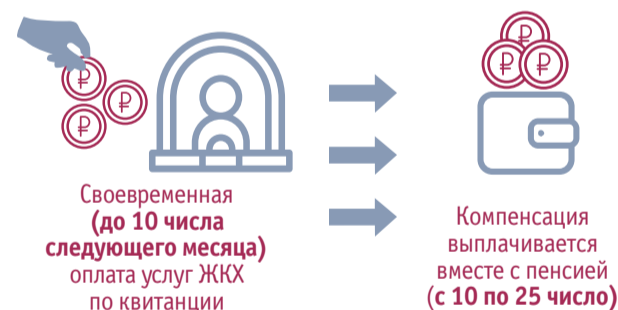 Своевременная
(до 10 числа
следующего месяца)
оплата услуг ЖКХ
по квитанции
Компенсация
выплачивается
вместе с пенсией
(с 10 по 25 число)